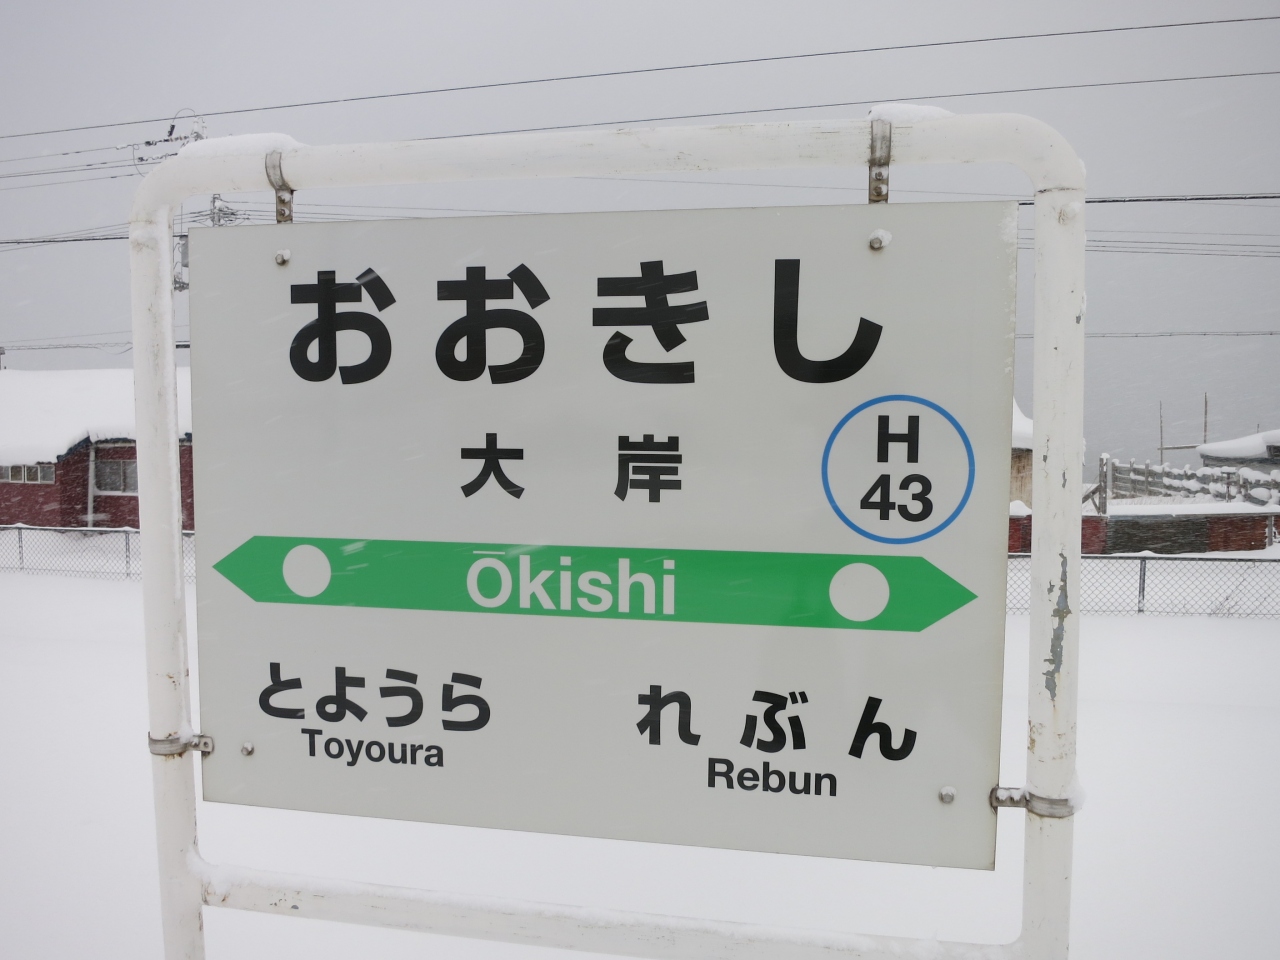 おおきし
大岸
H
43
Ōkishi
とようら れぶん
Toyoura Rebun